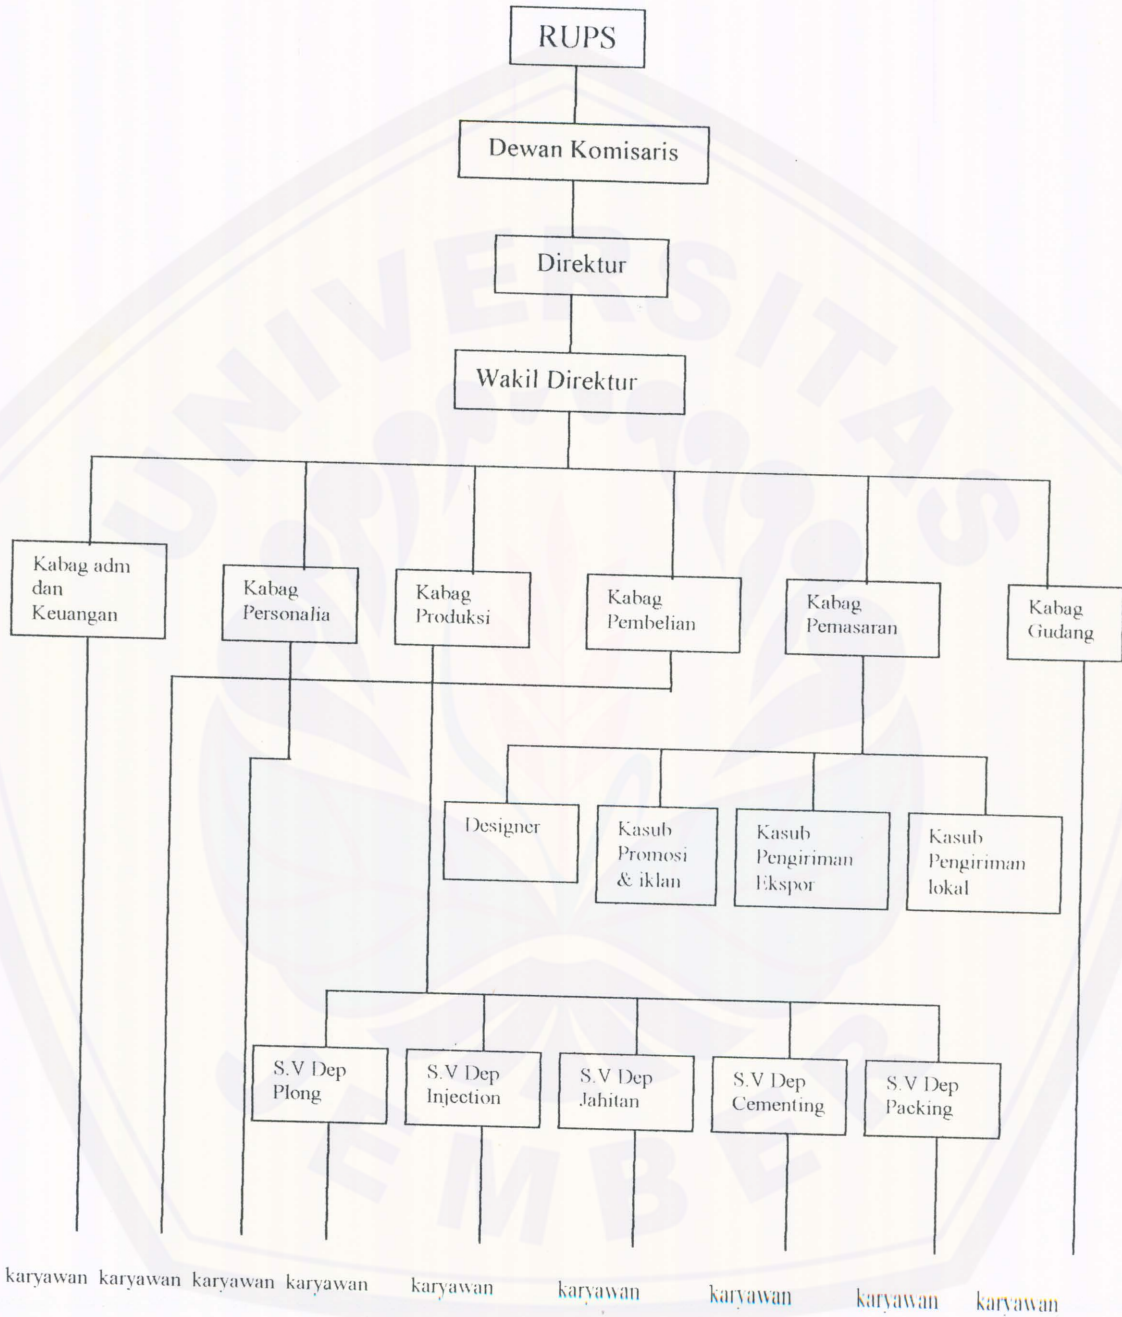 RUPS
Dewan Komisaris
Direktur
Wakil Direktur
Kabag adm
dan
Keuangan
Kabag
Personalia
Kabag
Produksi
Kabag
Pembelian
Kabag
Pemasaran
Kabag
Gudang
Designer
Kasub
Promosi
& iklan
Kasub
Pengiriman
Ekspor
Kasub
Pengiriman
lokal
S.V Dep
Plong
S.V Dep
Injection
S.V Dep
Jahitan
S.V Dep
Cementing
S.V Dep
Packing
karyawan karyawan karyawan karyawan karyawan karyawan karyawan karyawan karyawan
UNIVERSITAS
JEMBER